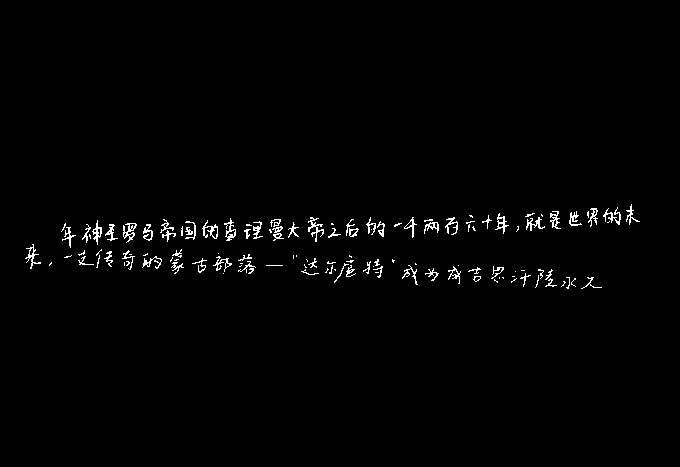 年神圣罗马帝国的查理曼大帝之后的一千两百六十年,就是世界的未
来。一支传奇的蒙古部落—"达尔扈特"成为成吉思汗陵永久